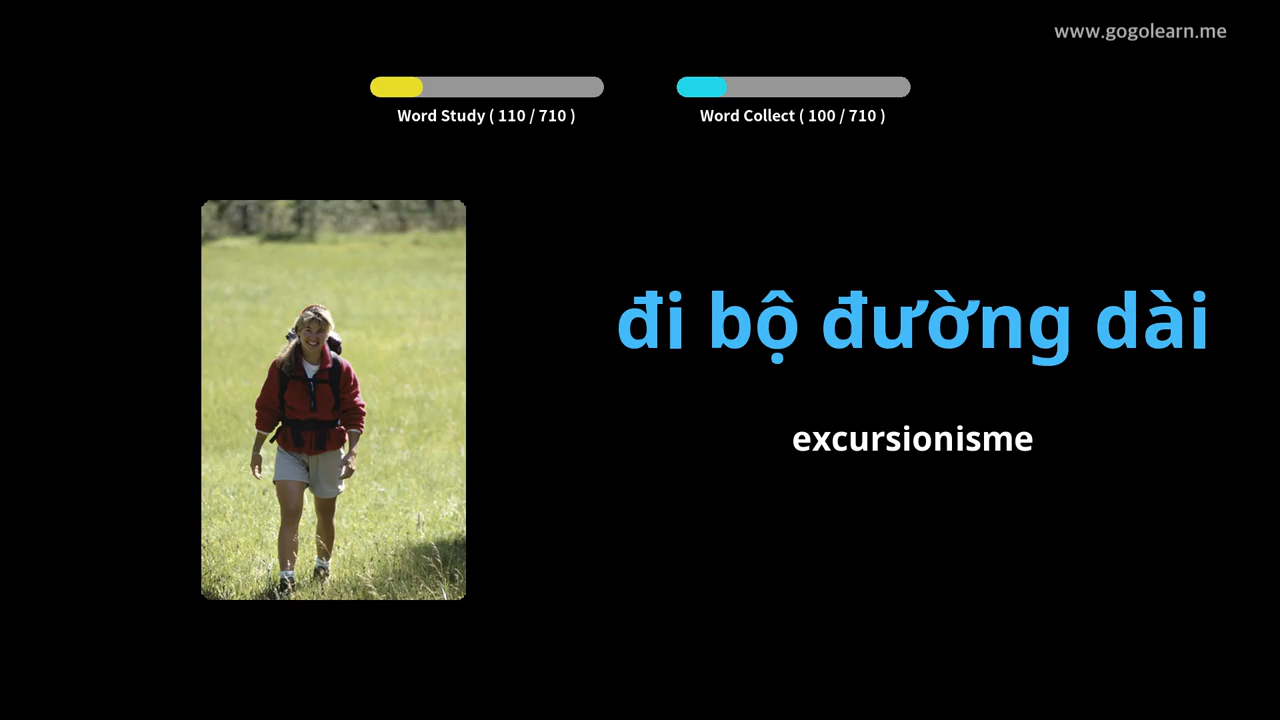 www.gogolearn.me
Word Study ( 110 / 710 )
Word Collect ( 100 / 710 )
đi bộ đường dài
excursionisme